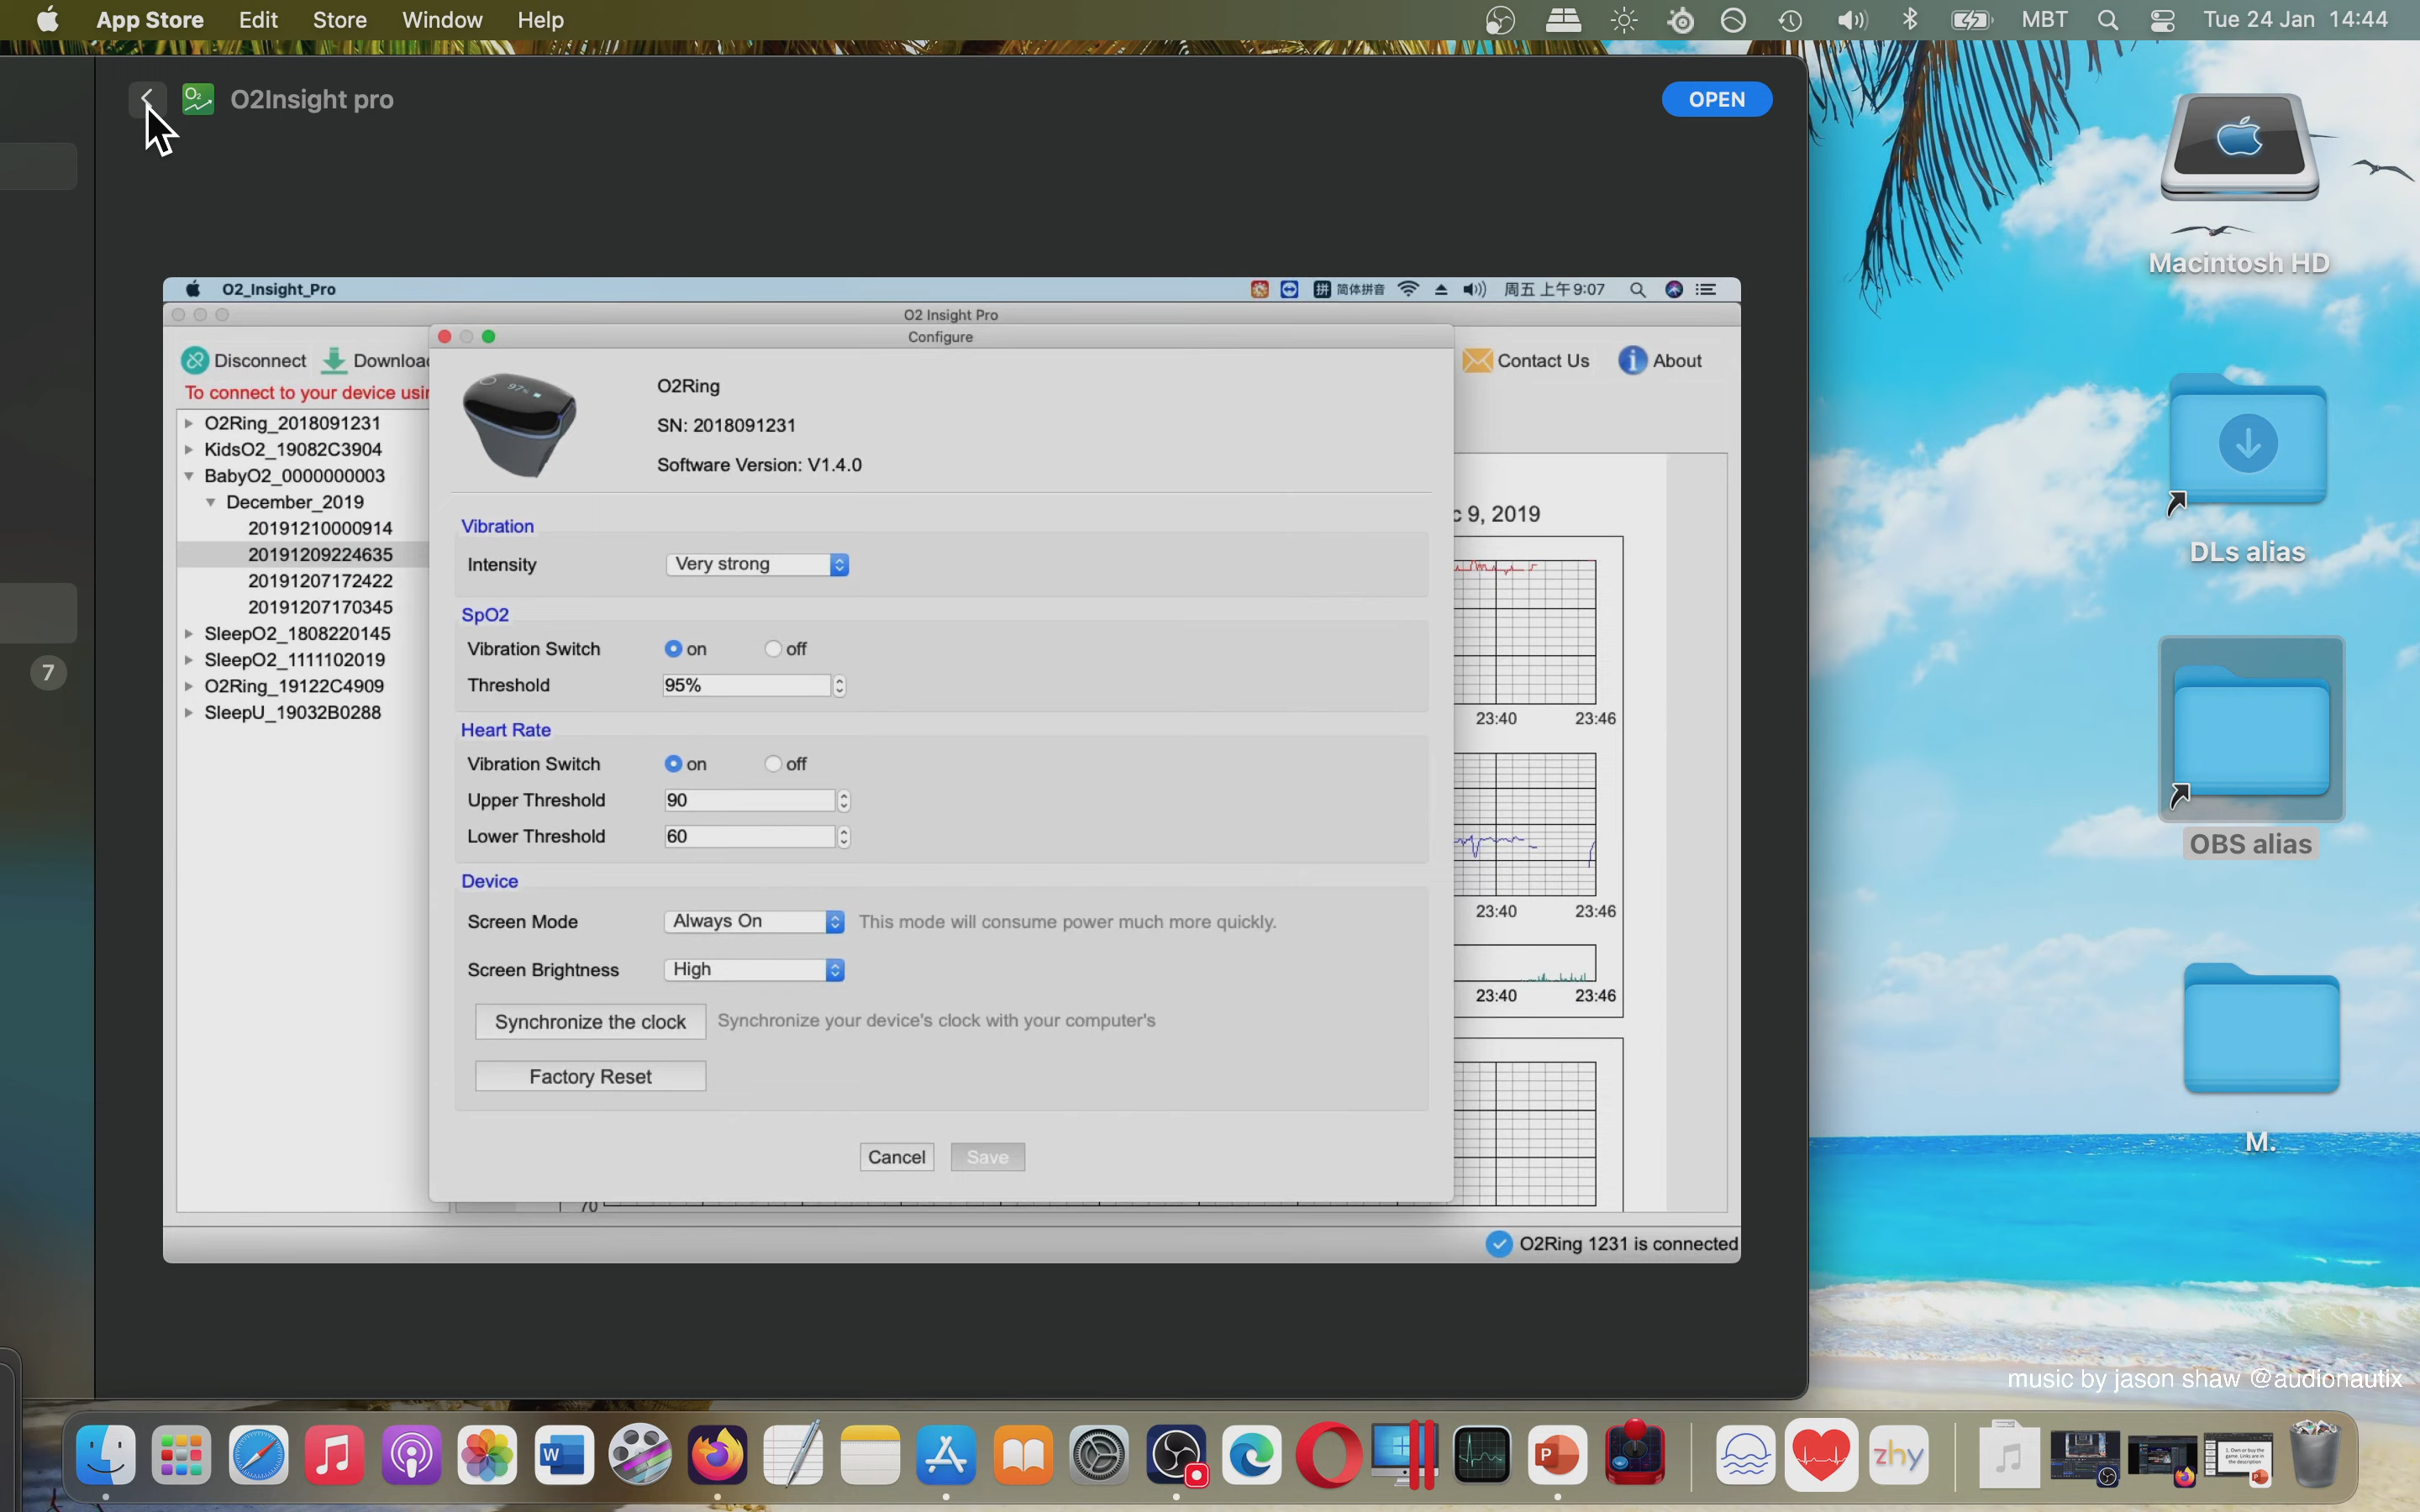 App Store Edit Store Window Help MBT Tue 24 Jan 14:44
O2Insight pro
OPEN
Macintosh HD
O2_Insight_Pro 拼 简体拼音 周五 上午9:07
O2 Insight Pro
Configure
Disconnect
Contact Us About
To connect to your device
O2Ring
SN: 2018091231
Software Version: V1.4.0
O2Ring_2018091231
KidsO2_19082C3904
BabyO2_0000000003
December_2019
20191210000914
20191209224635
20191207172422
20191207170345
SleepO2_1808220145
SleepO2_1111102019
O2Ring_19122C4909
SleepU_19032B0288
7
9, 2019
Vibration
Intensity Very strong
SpO2
Vibration Switch on off
Threshold 95%
23:40 23:46
Heart Rate
Vibration Switch on off
Upper Threshold 90
Lower Threshold 60
23:40 23:46
Device
Screen Mode Always On This mode will consume power much more quickly.
Screen Brightness High
23:40 23:46
Synchronize the clock Synchronize your device's clock with your computer's
Factory Reset
Cancel Save
70
O2Ring 1231 is connected
DLs alias
OBS alias
M.
music by jason shaw @audionautix
W P zhy